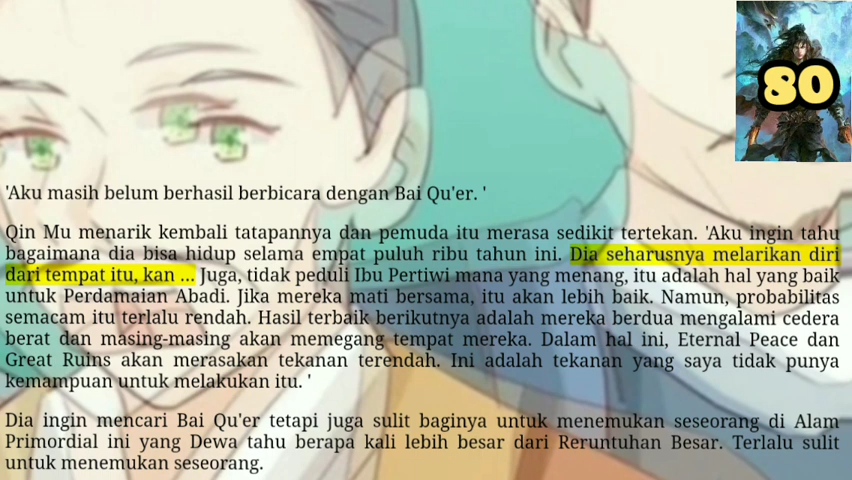 80
'Aku masih belum berhasil berbicara dengan Bai Qu'er. '
Qin Mu menarik kembali tatapannya dan pemuda itu merasa sedikit tertekan. 'Aku ingin tahu
bagaimana dia bisa hidup selama empat puluh ribu tahun ini. Dia seharusnya melarikan diri
dari tempat itu, kan ... Juga, tidak peduli Ibu Pertiwi mana yang menang, itu adalah hal yang baik
untuk Perdamaian Abadi. Jika mereka mati bersama, itu akan lebih baik. Namun, probabilitas
semacam itu terlalu rendah. Hasil terbaik berikutnya adalah mereka berdua mengalami cedera
berat dan masing-masing akan memegang tempat mereka. Dalam hal ini, Eternal Peace dan
Great Ruins akan merasakan tekanan terendah. Ini adalah tekanan yang saya tidak punya
kemampuan untuk melakukan itu. '
Dia ingin mencari Bai Qu'er tetapi juga sulit baginya untuk menemukan seseorang di Alam
Primordial ini yang Dewa tahu berapa kali lebih besar dari Reruntuhan Besar. Terlalu sulit
untuk menemukan seseorang.